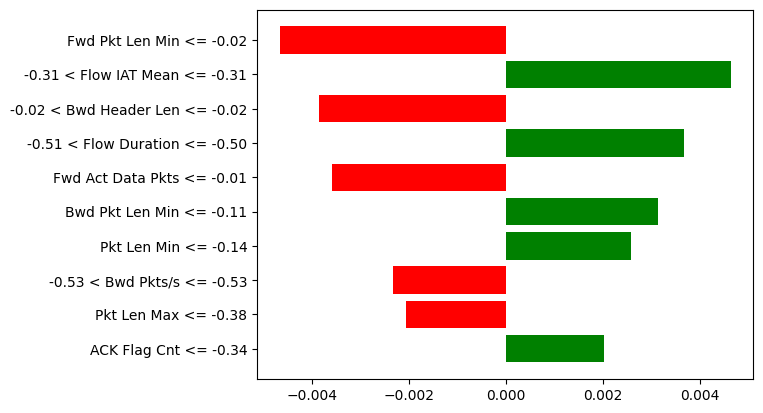 Fwd Pkt Len Min <= -0.02
-0.31 < Flow IAT Mean <= -0.31
-0.02 < Bwd Header Len <= -0.02
-0.51 < Flow Duration <= -0.50
Fwd Act Data Pkts <= -0.01
Bwd Pkt Len Min <= -0.11
Pkt Len Min <= -0.14
-0.53 < Bwd Pkts/s <= -0.53
Pkt Len Max <= -0.38
ACK Flag Cnt <= -0.34
−0.004 −0.002 0.000 0.002 0.004